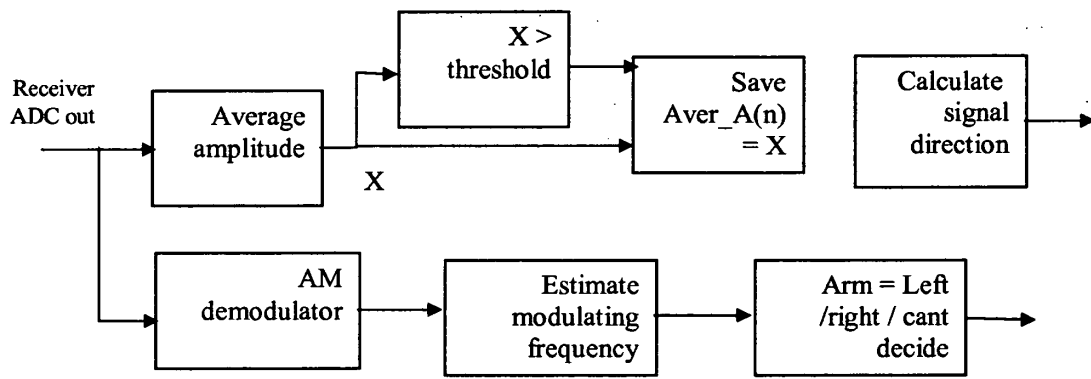 Receiver
ADC out
Average
amplitude
X
X >
threshold
Save
Aver_A(n)
= X
Calculate
signal
direction
AM
demodulator
Estimate
modulating
frequency
Arm = Left
/right / cant
decide